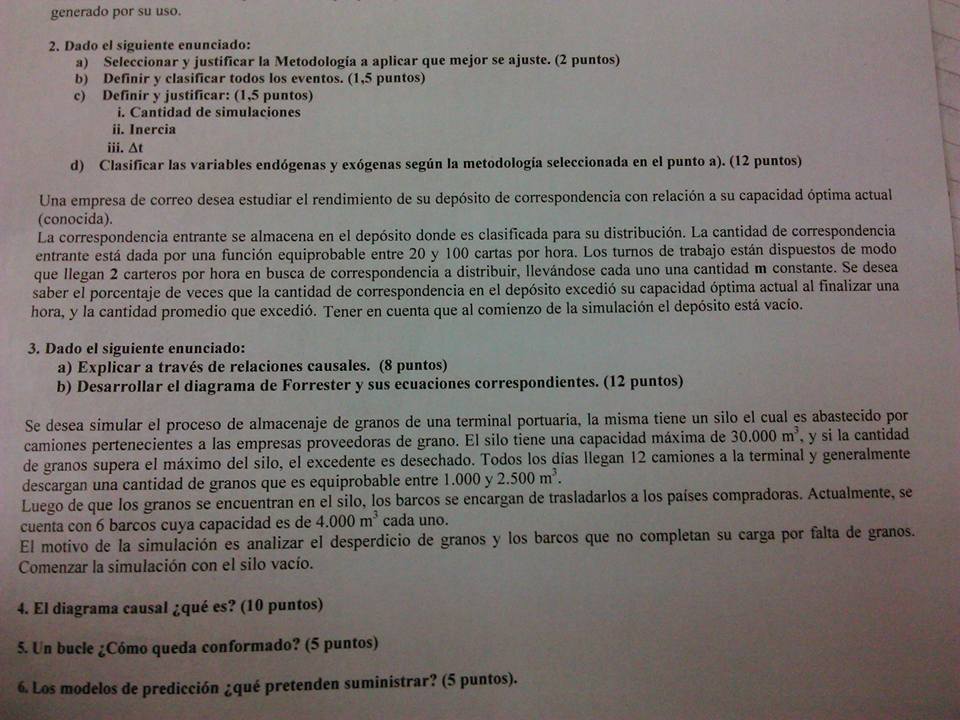 generado por su uso.
2. Dado el siguiente enunciado:
a) Seleccionar y justificar la Metodología a aplicar que mejor se ajuste. (2 puntos)
b) Definir y clasificar todos los eventos. (1,5 puntos)
c) Definir y justificar: (1,5 puntos)
i. Cantidad de simulaciones
ii. Inercia
iii. Δt
d) Clasificar las variables endógenas y exógenas según la metodología seleccionada en el punto a). (12 puntos)
Una empresa de correo desea estudiar el rendimiento de su depósito de correspondencia con relación a su capacidad óptima actual
(conocida).
La correspondencia entrante se almacena en el depósito donde es clasificada para su distribución. La cantidad de correspondencia
entrante está dada por una función equiprobable entre 20 y 100 cartas por hora. Los turnos de trabajo están dispuestos de modo
que llegan 2 carteros por hora en busca de correspondencia a distribuir, llevándose cada uno una cantidad m constante. Se desea
saber el porcentaje de veces que la cantidad de correspondencia en el depósito excedió su capacidad óptima actual al finalizar una
hora, y la cantidad promedio que excedió. Tener en cuenta que al comienzo de la simulación el depósito está vacío.
3. Dado el siguiente enunciado:
a) Explicar a través de relaciones causales. (8 puntos)
b) Desarrollar el diagrama de Forrester y sus ecuaciones correspondientes. (12 puntos)
Se desea simular el proceso de almacenaje de granos de una terminal portuaria, la misma tiene un silo el cual es abastecido por
camiones pertenecientes a las empresas proveedoras de grano. El silo tiene una capacidad máxima de 30.000 m³, y si la cantidad
de granos supera el máximo del silo, el excedente es desechado. Todos los días llegan 12 camiones a la terminal y generalmente
descargan una cantidad de granos que es equiprobable entre 1.000 y 2.500 m³.
Luego de que los granos se encuentran en el silo, los barcos se encargan de trasladarlos a los países compradores. Actualmente, se
cuenta con 6 barcos cuya capacidad es de 4.000 m³ cada uno.
El motivo de la simulación es analizar el desperdicio de granos y los barcos que no completan su carga por falta de granos.
Comenzar la simulación con el silo vacío.
4. El diagrama causal ¿qué es? (10 puntos)
5. Un bucle ¿Cómo queda conformado? (5 puntos)
6. Los modelos de predicción ¿qué pretenden suministrar? (5 puntos).